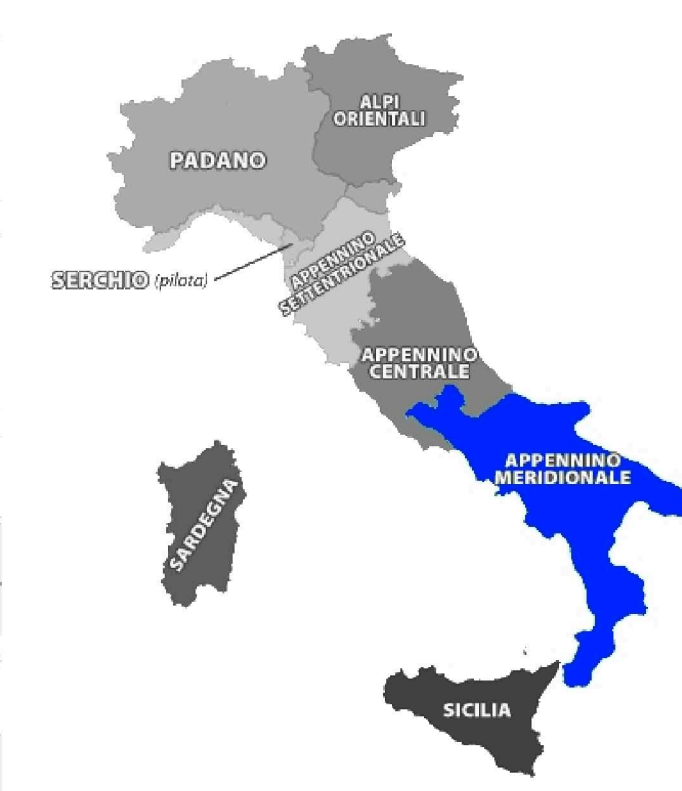 ALPI
ORIENTALI
PADANO
SERCHIO (pilota)
APPENNINO
SETTENTRIONALE
APPENNINO
CENTRALE
APPENNINO
MERIDIONALE
SARDEGNA
SICILIA